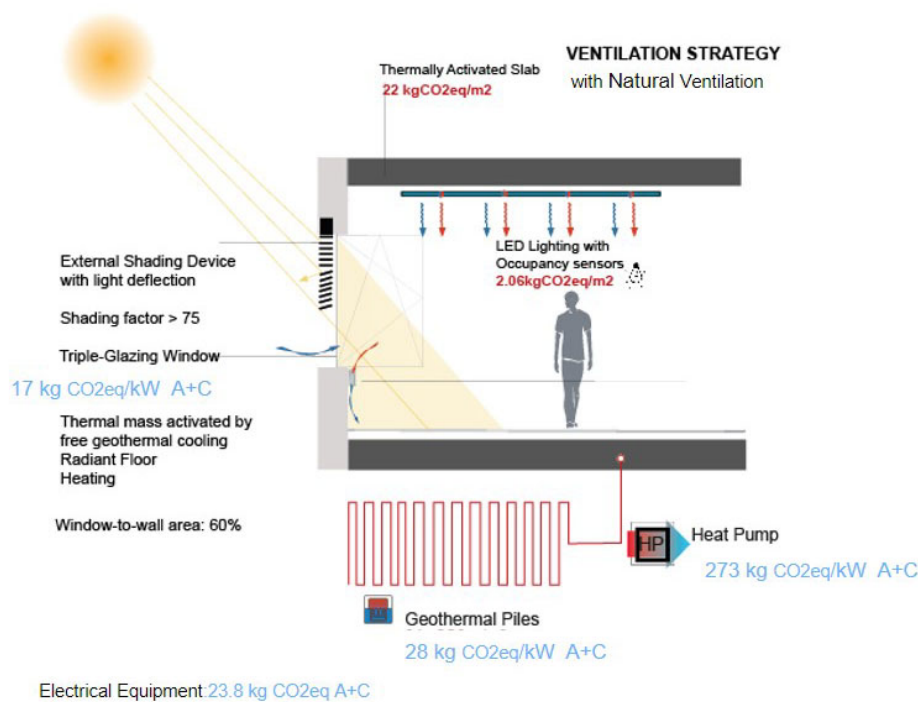 VENTILATION STRATEGY
with Natural Ventilation
Thermally Activated Slab
22 kgCO2eq/m2
LED Lighting with
Occupancy sensors
2.06kgCO2eq/m2
External Shading Device
with light deflection
Shading factor > 75
Triple-Glazing Window
17 kg CO2eq/kW A+C
Thermal mass activated by
free geothermal cooling
Radiant Floor
Heating
Window-to-wall area: 60%
HP
Heat Pump
273 kg CO2eq/kW A+C
Geothermal Piles
28 kg CO2eq/kW A+C
Electrical Equipment:23.8 kg CO2eq A+C